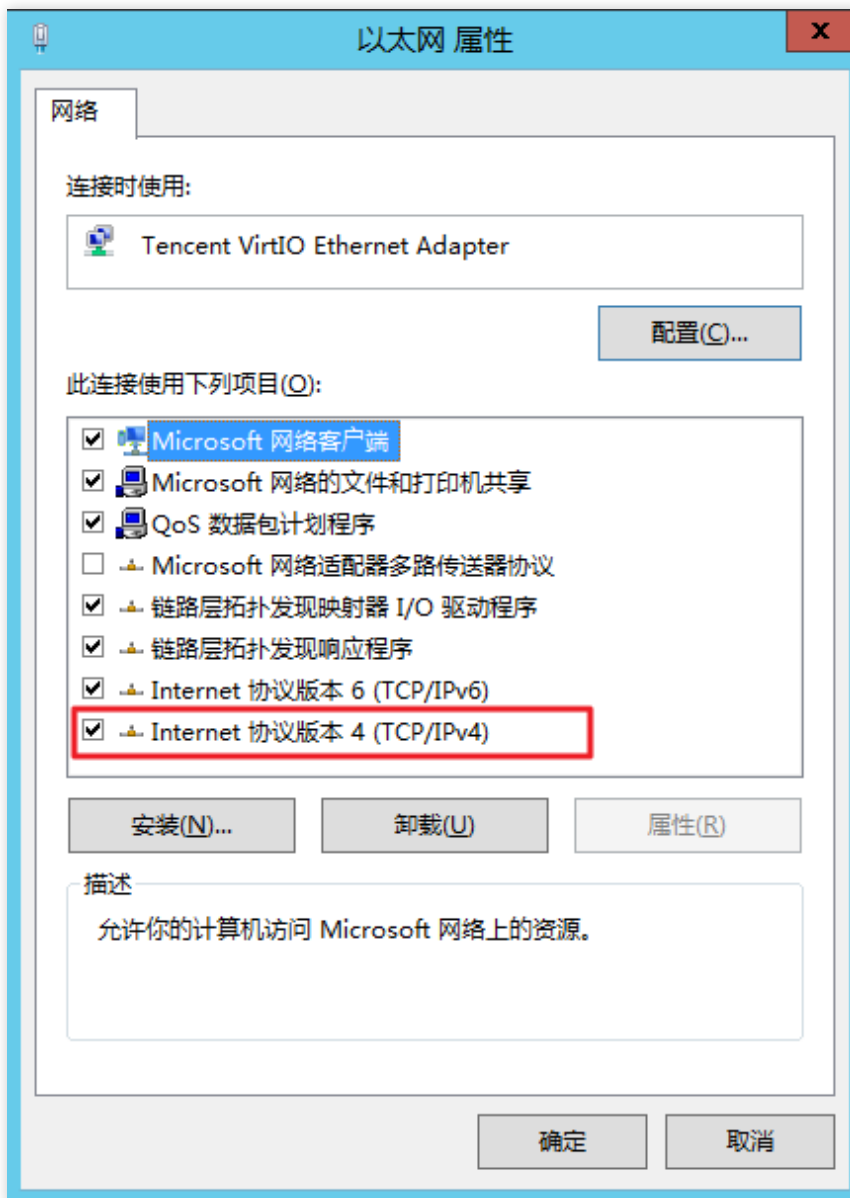 以太网 属性
网络
连接时使用:
Tencent VirtIO Ethernet Adapter
配置(C)...
此连接使用下列项目(O):
Microsoft 网络客户端
Microsoft 网络的文件和打印机共享
QoS 数据包计划程序
Microsoft 网络适配器多路传送器协议
链路层拓扑发现映射器 I/O 驱动程序
链路层拓扑发现响应程序
Internet 协议版本 6 (TCP/IPv6)
Internet 协议版本 4 (TCP/IPv4)
安装(N)...
卸载(U)
属性(R)
描述
允许你的计算机访问 Microsoft 网络上的资源。
确定
取消